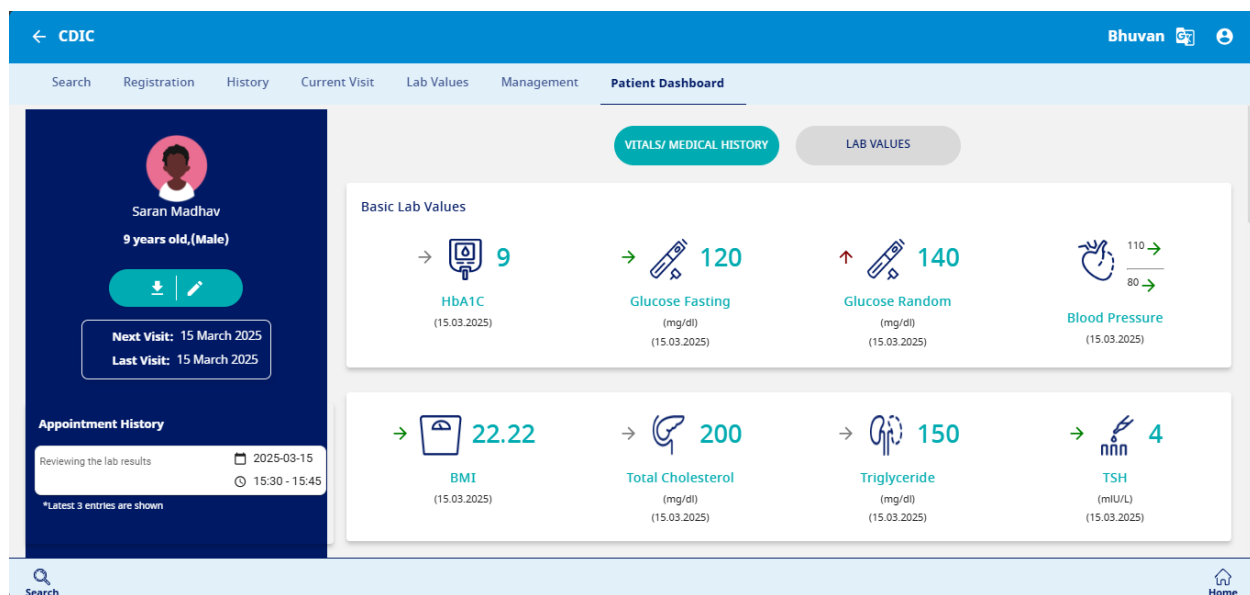 CDIC
Bhuvan
Search Registration History Current Visit Lab Values Management Patient Dashboard
Saran Madhav
9 years old,(Male)
Next Visit: 15 March 2025
Last Visit: 15 March 2025
Appointment History
Reviewing the lab results
2025-03-15
15:30 - 15:45
*Latest 3 entries are shown
VITALS/ MEDICAL HISTORY
LAB VALUES
Basic Lab Values
9
HbA1C
(15.03.2025)
120
Glucose Fasting
(mg/dl)
(15.03.2025)
140
Glucose Random
(mg/dl)
(15.03.2025)
110
80
Blood Pressure
(15.03.2025)
22.22
BMI
(15.03.2025)
200
Total Cholesterol
(mg/dl)
(15.03.2025)
150
Triglyceride
(mg/dl)
(15.03.2025)
4
TSH
(mIU/L)
(15.03.2025)
Search
Home